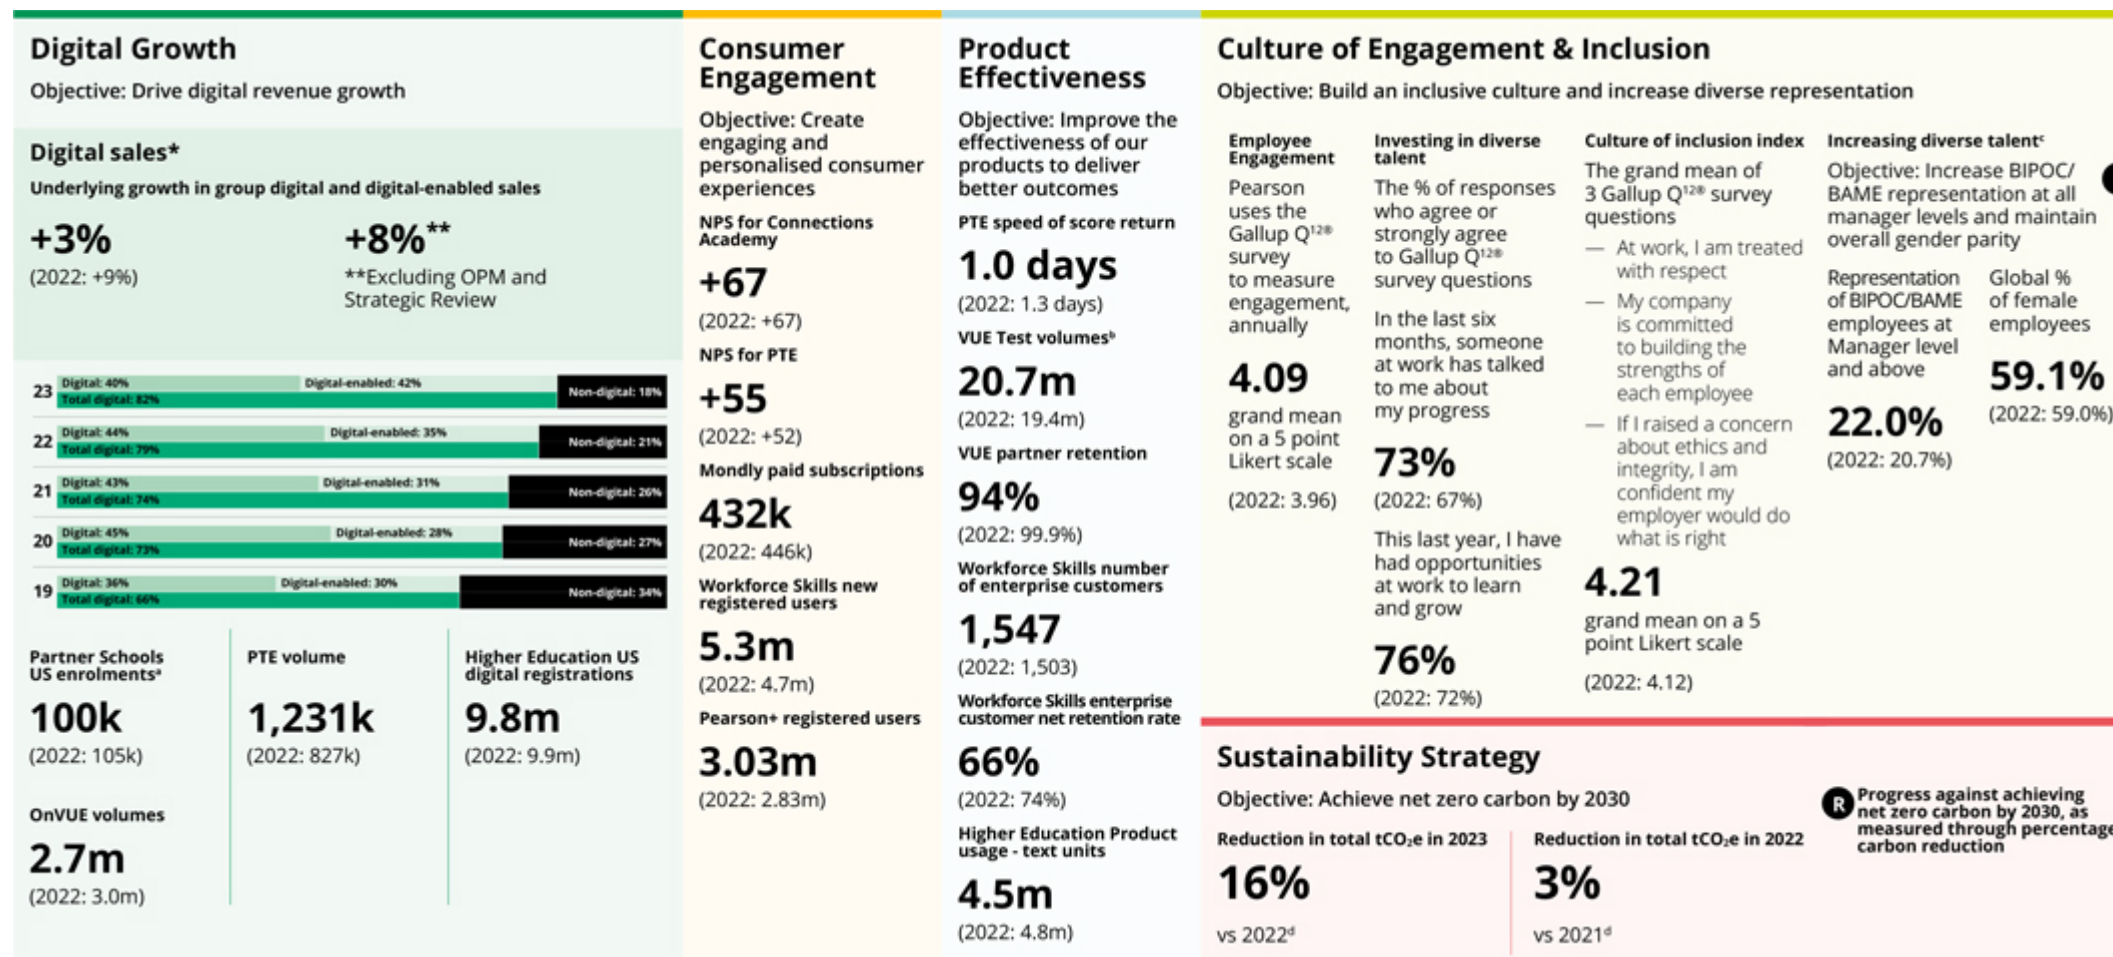 Digital Growth
Objective: Drive digital revenue growth
Digital sales*
Underlying growth in group digital and digital-enabled sales
+3%
(2022: +9%)
+8%**
**Excluding OPM and
Strategic Review
23
Digital: 40%
Digital-enabled: 42%
Total digital: 82%
Non-digital: 18%
22
Digital: 44%
Digital-enabled: 35%
Total digital: 79%
Non-digital: 21%
21
Digital: 43%
Digital-enabled: 31%
Total digital: 74%
Non-digital: 26%
20
Digital: 45%
Digital-enabled: 28%
Total digital: 73%
Non-digital: 27%
19
Digital: 36%
Digital-enabled: 30%
Total digital: 66%
Non-digital: 34%
Partner Schools
US enrolmentsᵃ
100k
(2022: 105k)
PTE volume
1,231k
(2022: 827k)
Higher Education US
digital registrations
9.8m
(2022: 9.9m)
OnVUE volumes
2.7m
(2022: 3.0m)
Consumer
Engagement
Objective: Create
engaging and
personalised consumer
experiences
NPS for Connections
Academy
+67
(2022: +67)
NPS for PTE
+55
(2022: +52)
Mondly paid subscriptions
432k
(2022: 446k)
Workforce Skills new
registered users
5.3m
(2022: 4.7m)
Pearson+ registered users
3.03m
(2022: 2.83m)
Product
Effectiveness
Objective: Improve the
effectiveness of our
products to deliver
better outcomes
PTE speed of score return
1.0 days
(2022: 1.3 days)
VUE Test volumesᵇ
20.7m
(2022: 19.4m)
VUE partner retention
94%
(2022: 99.9%)
Workforce Skills number
of enterprise customers
1,547
(2022: 1,503)
Workforce Skills enterprise
customer net retention rate
66%
(2022: 74%)
Higher Education Product
usage - text units
4.5m
(2022: 4.8m)
Culture of Engagement & Inclusion
Objective: Build an inclusive culture and increase diverse representation
Employee
Engagement
Pearson
uses the
Gallup Q¹²®
survey
to measure
engagement,
annually
4.09
grand mean
on a 5 point
Likert scale
(2022: 3.96)
Investing in diverse
talent
The % of responses
who agree or
strongly agree
to Gallup Q¹²®
survey questions
In the last six
months, someone
at work has talked
to me about
my progress
73%
(2022: 67%)
This last year, I have
had opportunities
at work to learn
and grow
76%
(2022: 72%)
Culture of inclusion index
The grand mean of
3 Gallup Q¹²® survey
questions
— At work, I am treated
with respect
— My company
is committed
to building the
strengths of
each employee
— If I raised a concern
about ethics and
integrity, I am
confident my
employer would do
what is right
4.21
grand mean on a 5
point Likert scale
(2022: 4.12)
Increasing diverse talentᶜ
Objective: Increase BIPOC/
BAME representation at all
manager levels and maintain
overall gender parity
Representation
of BIPOC/BAME
employees at
Manager level
and above
22.0%
(2022: 20.7%)
Global %
of female
employees
59.1%
(2022: 59.0%)
Sustainability Strategy
Objective: Achieve net zero carbon by 2030
Reduction in total tCO₂e in 2023
16%
vs 2022ᵈ
Reduction in total tCO₂e in 2022
3%
vs 2021ᵈ
R
Progress against achieving
net zero carbon by 2030, as
measured through percentage
carbon reduction